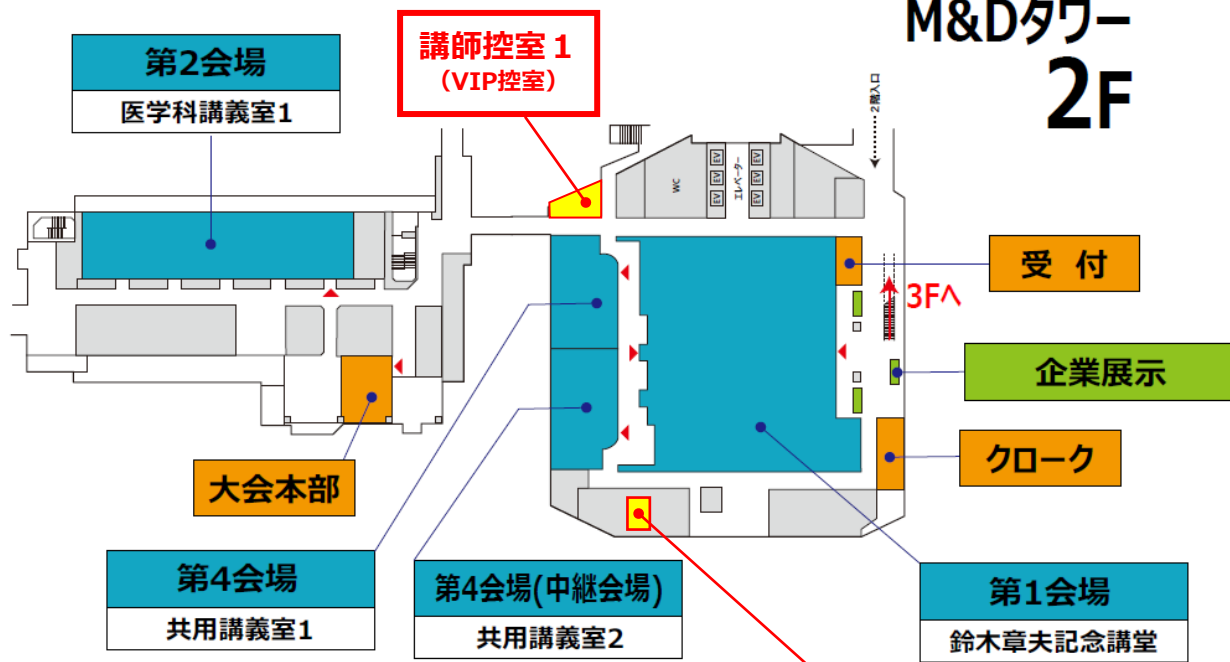 M&Dタワー
2F
第2会場
医学科講義室1
講師控室１
（VIP控室）
2階入口
WC
EV
EV
EV
エレベーター
EV
EV
EV
受 付
3Fへ
企業展示
クローク
大会本部
第4会場
共用講義室1
第4会場(中継会場)
共用講義室2
第1会場
鈴木章夫記念講堂